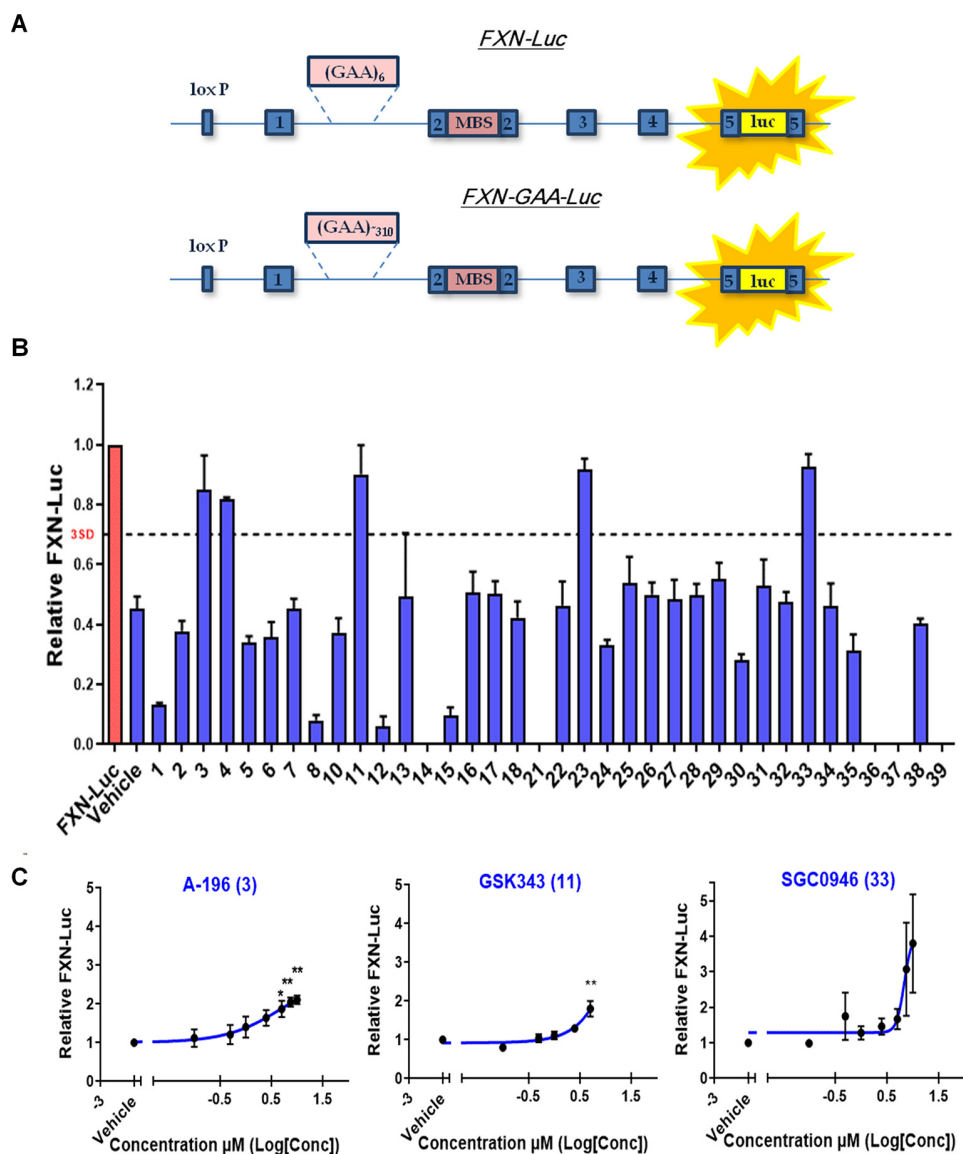 A
FXN-Luc
(GAA)6
lox P
1 2 MBS 2 3 4 5 luc 5
FXN-GAA-Luc
(GAA)~310
lox P
1 2 MBS 2 3 4 5 luc 5
B
Relative FXN-Luc
1.2
1.0
0.8
3SD
0.6
0.4
0.2
0.0
FXN-Luc Vehicle 1 2 3 4 5 6 7 8 10 11 12 13 14 15 16 17 18 21 22 23 24 25 26 27 28 29 30 31 32 33 34 35 36 37 38 39
C
A-196 (3)
Relative FXN-Luc
5
4
3
2
1
0
* ** **
-3 Vehicle -0.5 0.5 1.5
Concentration µM (Log[Conc])
GSK343 (11)
Relative FXN-Luc
5
4
3
2
1
0
**
-3 Vehicle -0.5 0.5 1.5
Concentration µM (Log[Conc])
SGC0946 (33)
Relative FXN-Luc
5
4
3
2
1
0
-3 Vehicle -0.5 0.5 1.5
Concentration µM (Log[Conc])